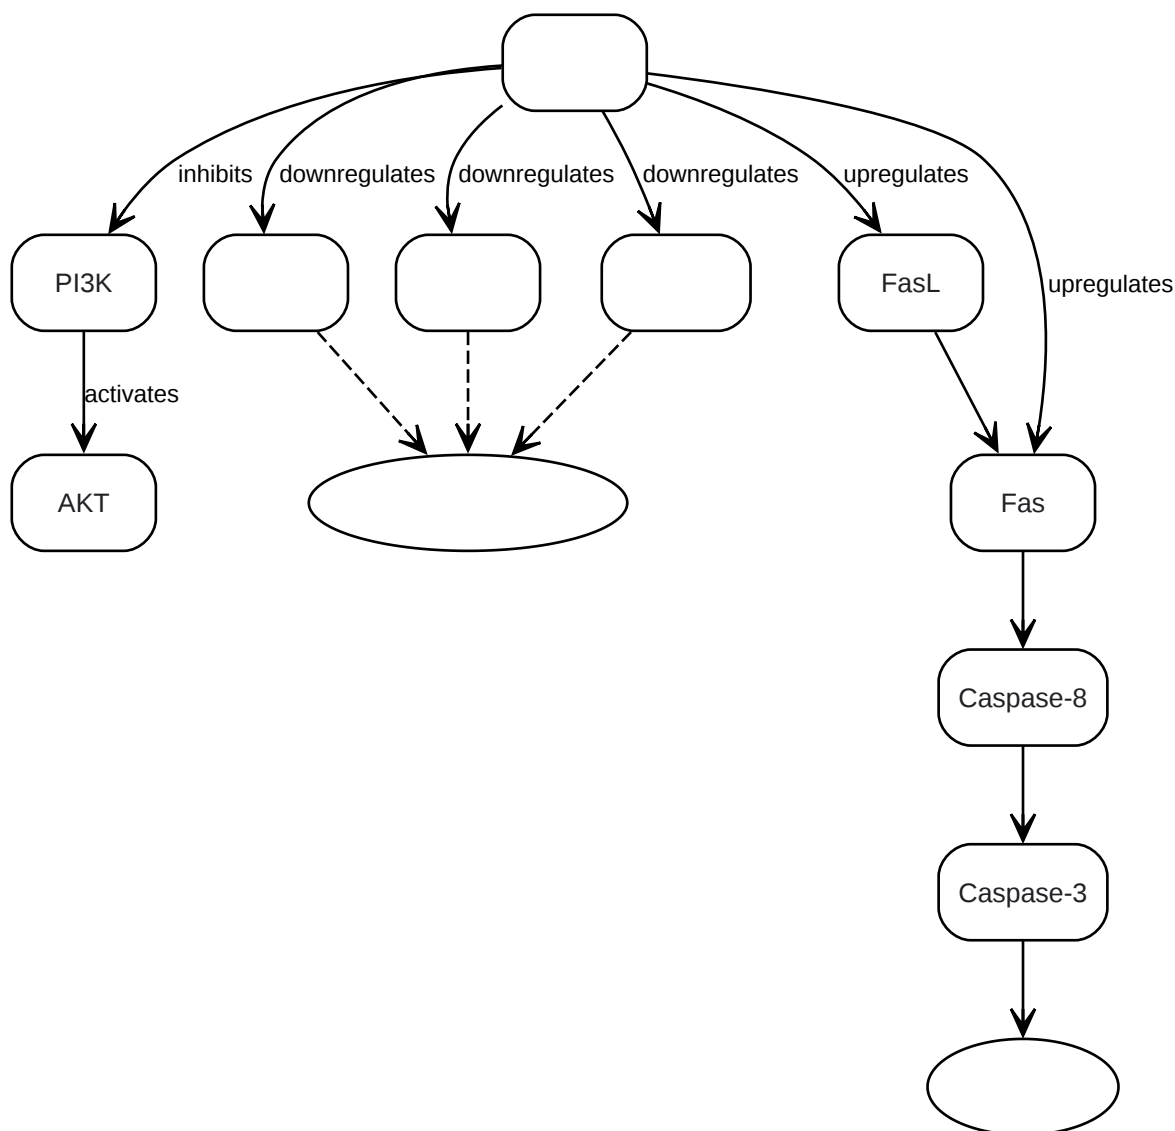 inhibits
downregulates
downregulates
downregulates
upregulates
PI3K
FasL
upregulates
activates
AKT
Fas
Caspase-8
Caspase-3